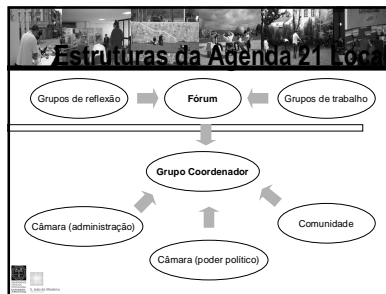 Estruturas da Agenda 21 Local
Grupos de reflexão
Fórum
Grupos de trabalho
Grupo Coordenador
Câmara (administração)
Comunidade
Câmara (poder político)